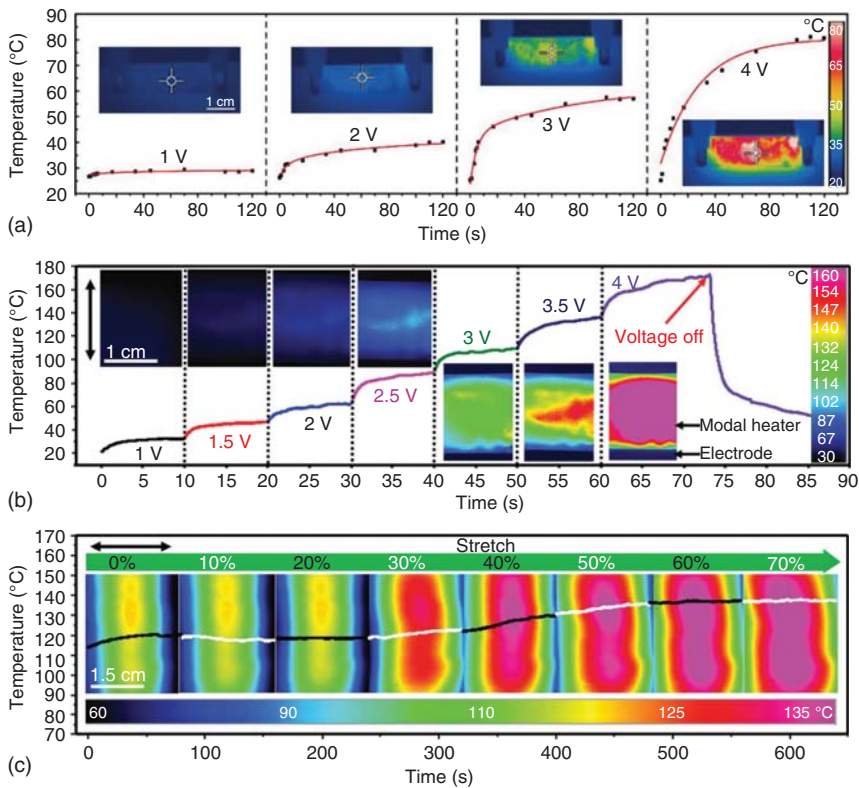 (a)
Temperature (°C)
90
80
70
60
50
40
30
20
1 V
2 V
3 V
4 V
1 cm
°C
80
65
50
35
20
0 40 80 120 0 40 80 120 0 40 80 120 0 40 80 120
Time (s)
(b)
Temperature (°C)
180
160
140
120
100
80
60
40
20
1 cm
1 V
1.5 V
2 V
2.5 V
3 V
3.5 V
4 V
Voltage off
Modal heater
Electrode
°C
160
154
147
140
132
124
114
102
87
67
30
0 5 10 15 20 25 30 35 40 45 50 55 60 65 70 75 80 85 90
Time (s)
(c)
Temperature (°C)
170
160
150
140
130
120
110
100
90
80
70
Stretch
0% 10% 20% 30% 40% 50% 60% 70%
1.5 cm
60 90 110 125 135 °C
0 100 200 300 400 500 600
Time (s)